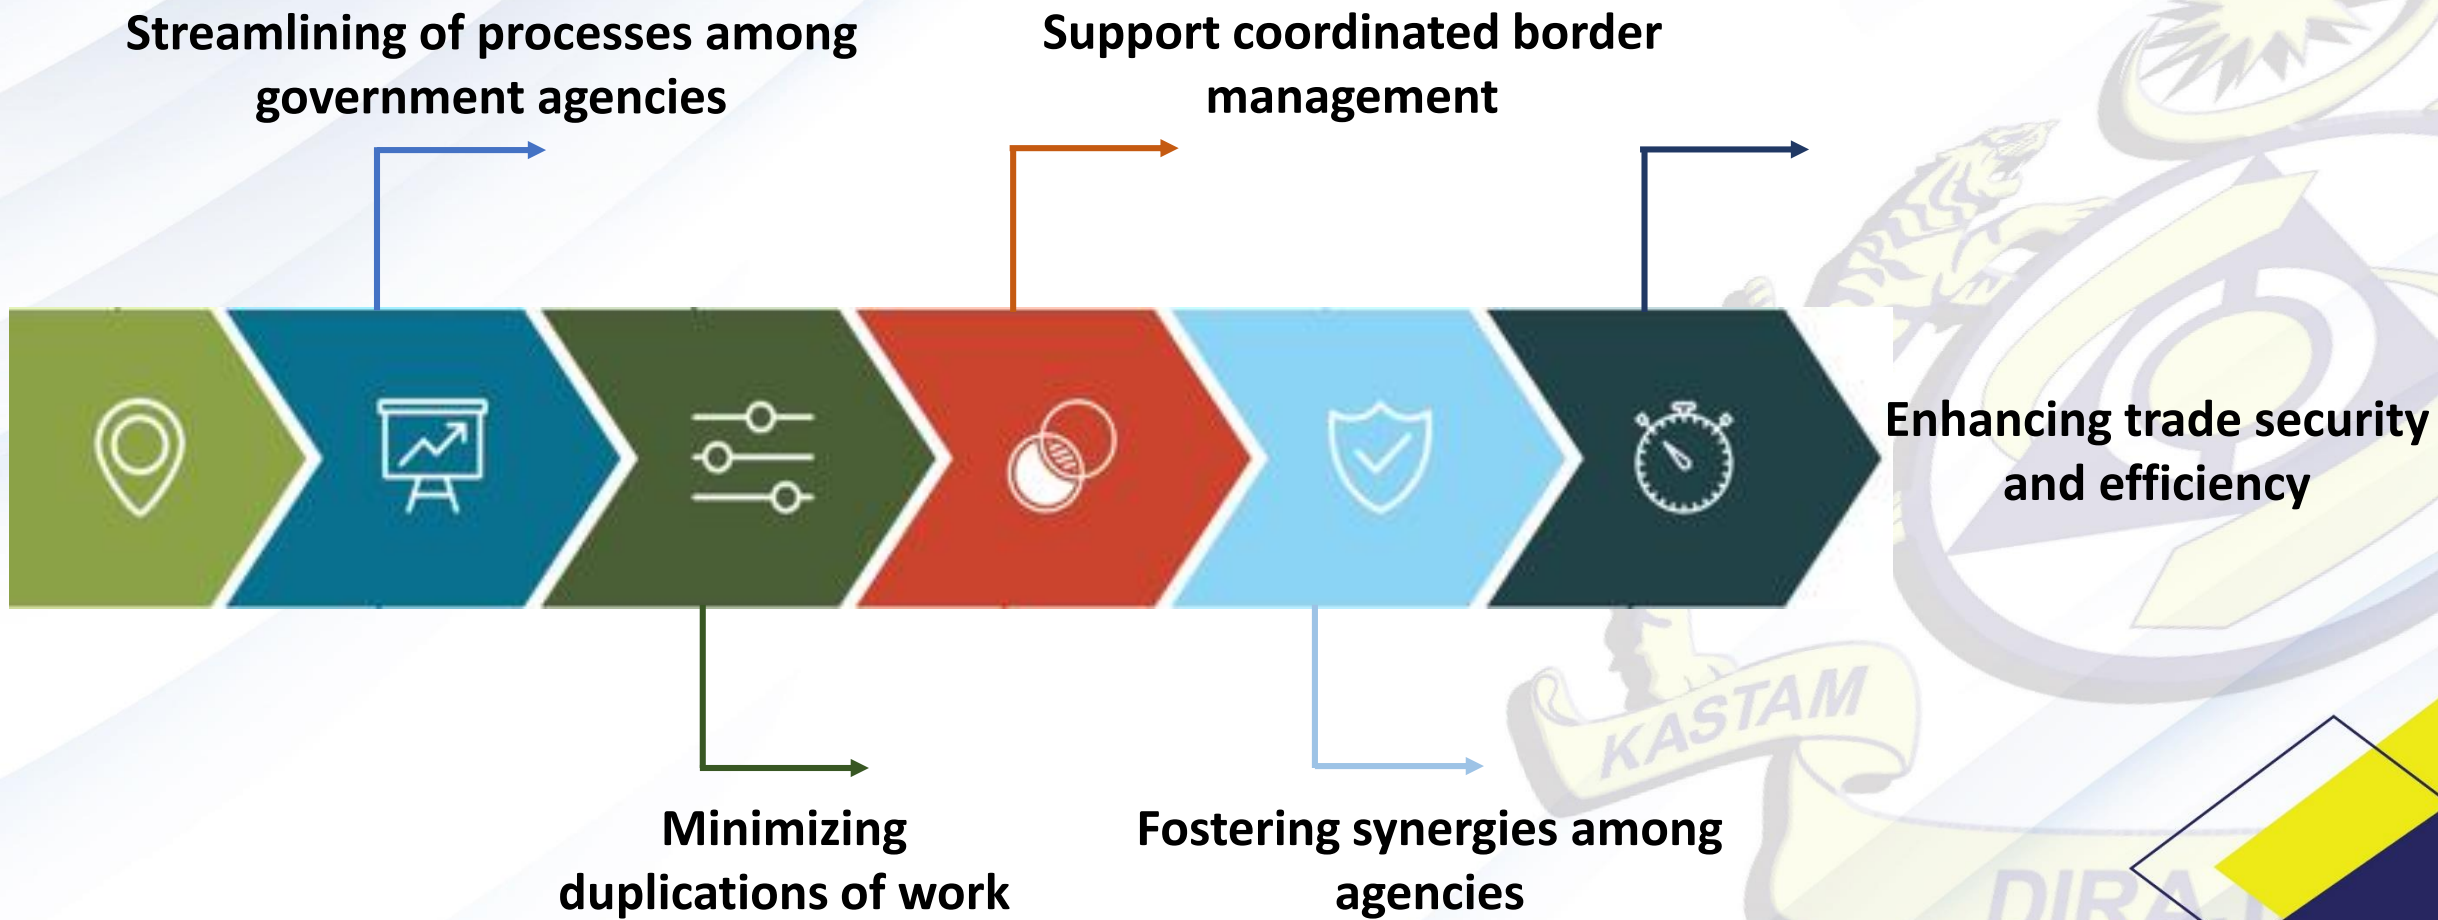 Streamlining of processes among
government agencies
Support coordinated border
management
Enhancing trade security
and efficiency
Minimizing
duplications of work
Fostering synergies among
agencies
KASTAM